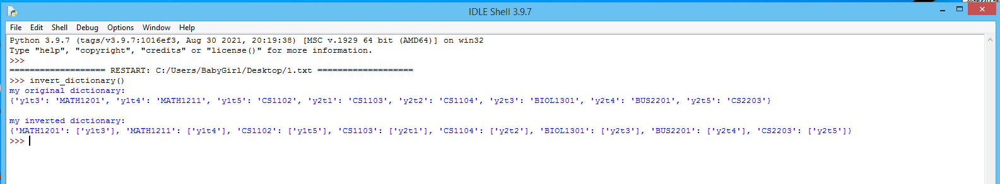 IDLE Shell 3.9.7
File Edit Shell Debug Options Window Help
Python 3.9.7 (tags/v3.9.7:1016ef3, Aug 30 2021, 20:19:38) [MSC v.1929 64 bit (AMD64)] on win32
Type "help", "copyright", "credits" or "license()" for more information.
>>>
=================== RESTART: C:/Users/BabyGirl/Desktop/1.txt ===================
>>> invert_dictionary()
my original dictionary:
{'y1t3': 'MATH1201', 'y1t4': 'MATH1211', 'y1t5': 'CS1102', 'y2t1': 'CS1103', 'y2t2': 'CS1104', 'y2t3': 'BIOL1301', 'y2t4': 'BUS2201', 'y2t5': 'CS2203'}
my inverted dictionary:
{'MATH1201': ['y1t3'], 'MATH1211': ['y1t4'], 'CS1102': ['y1t5'], 'CS1103': ['y2t1'], 'CS1104': ['y2t2'], 'BIOL1301': ['y2t3'], 'BUS2201': ['y2t4'], 'CS2203': ['y2t5']}
>>>